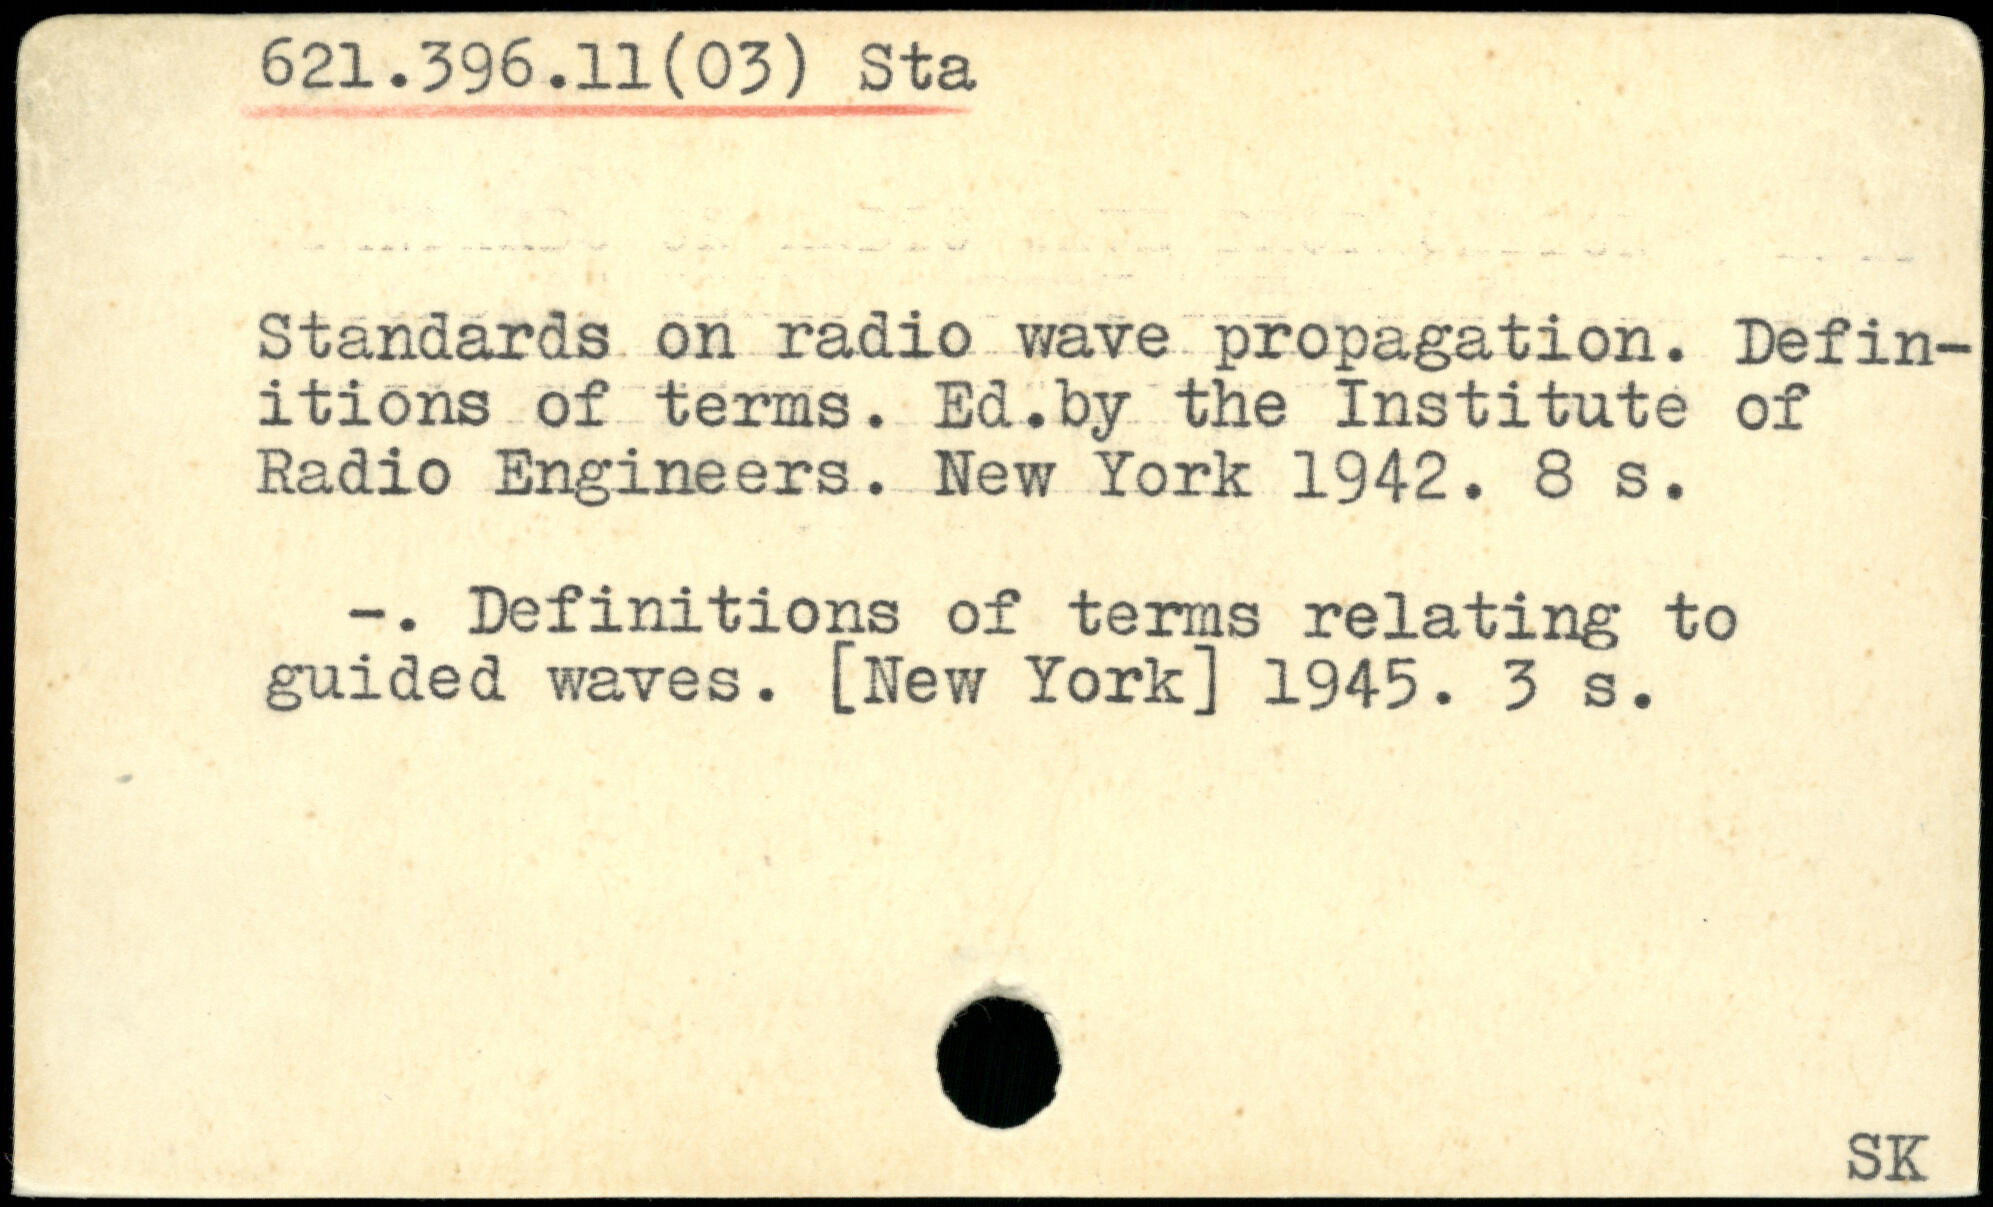 621.396.11(03) Sta
Standards on radio wave propagation. Defin-
itions of terms. Ed.by the Institute of
Radio Engineers. New York 1942. 8 s.
-. Definitions of terms relating to
guided waves. [New York] 1945. 3 s.
SK